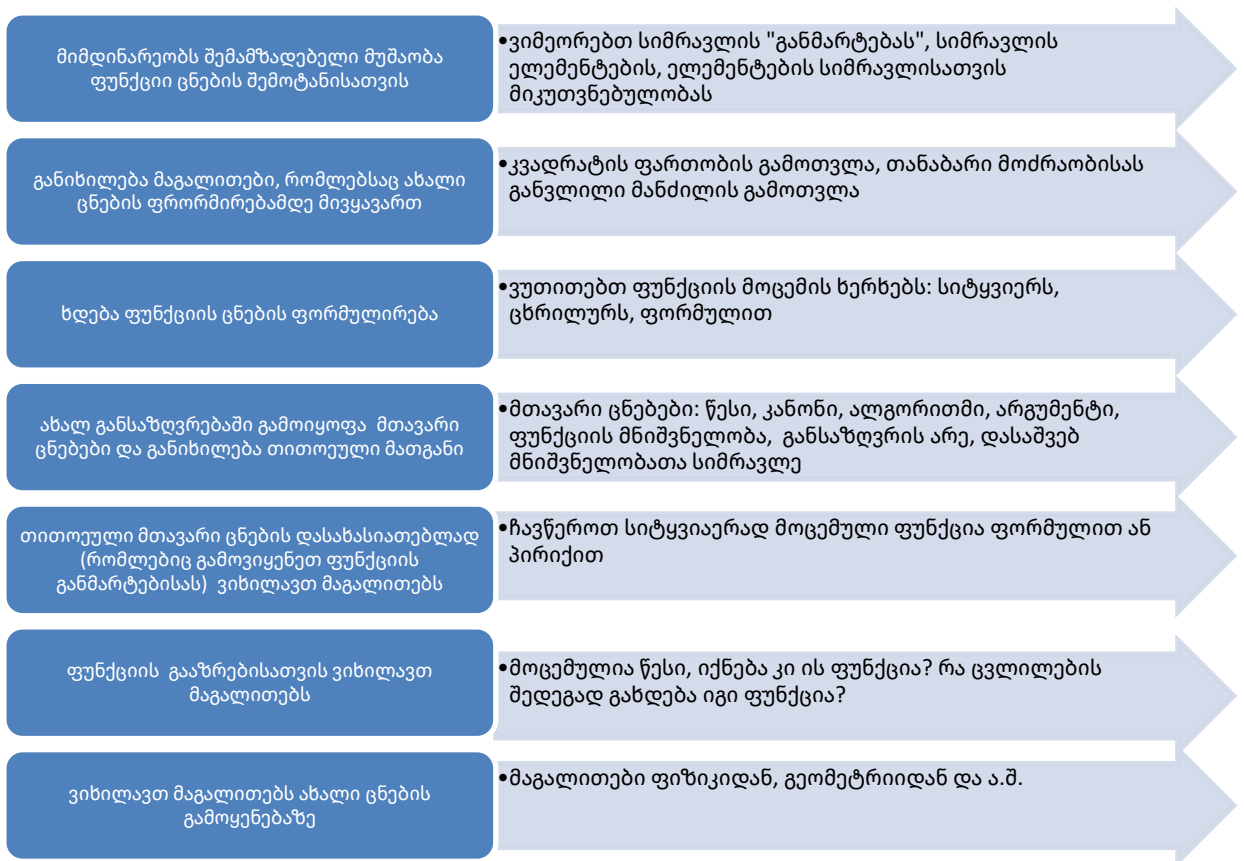 მიმდინარეობს შემამზადებელი მუშაობა
ფუნქციი ცნების შემოტანისათვის
•ვიმეორებთ სიმრავლის "განმარტებას", სიმრავლის
ელემენტების, ელემენტების სიმრავლისათვის
მიკუთვნებულობას
განიხილება მაგალითები, რომლებსაც ახალი
ცნების ფრორმირებამდე მივყავართ
•კვადრატის ფართობის გამოთვლა, თანაბარი მოძრაობისას
განვლილი მანძილის გამოთვლა
ხდება ფუნქციის ცნების ფორმულირება
•ვუთითებთ ფუნქციის მოცემის ხერხებს: სიტყვიერს,
ცხრილურს, ფორმულით
ახალ განსაზღვრებაში გამოიყოფა მთავარი
ცნებები და განიხილება თითოეული მათგანი
•მთავარი ცნებები: წესი, კანონი, ალგორითმი, არგუმენტი,
ფუნქციის მნიშვნელობა, განსაზღვრის არე, დასაშვებ
მნიშვნელობათა სიმრავლე
თითოეული მთავარი ცნების დასახასიათებლად
(რომლებიც გამოვიყენეთ ფუნქციის
განმარტებისას) ვიხილავთ მაგალითებს
•ჩავწეროთ სიტყვიაერად მოცემული ფუნქცია ფორმულით ან
პირიქით
ფუნქციის გააზრებისათვის ვიხილავთ
მაგალითებს
•მოცემულია წესი, იქნება კი ის ფუნქცია? რა ცვლილების
შედეგად გახდება იგი ფუნქცია?
ვიხილავთ მაგალითებს ახალი ცნების
გამოყენებაზე
•მაგალითები ფიზიკიდან, გეომეტრიიდან და ა.შ.